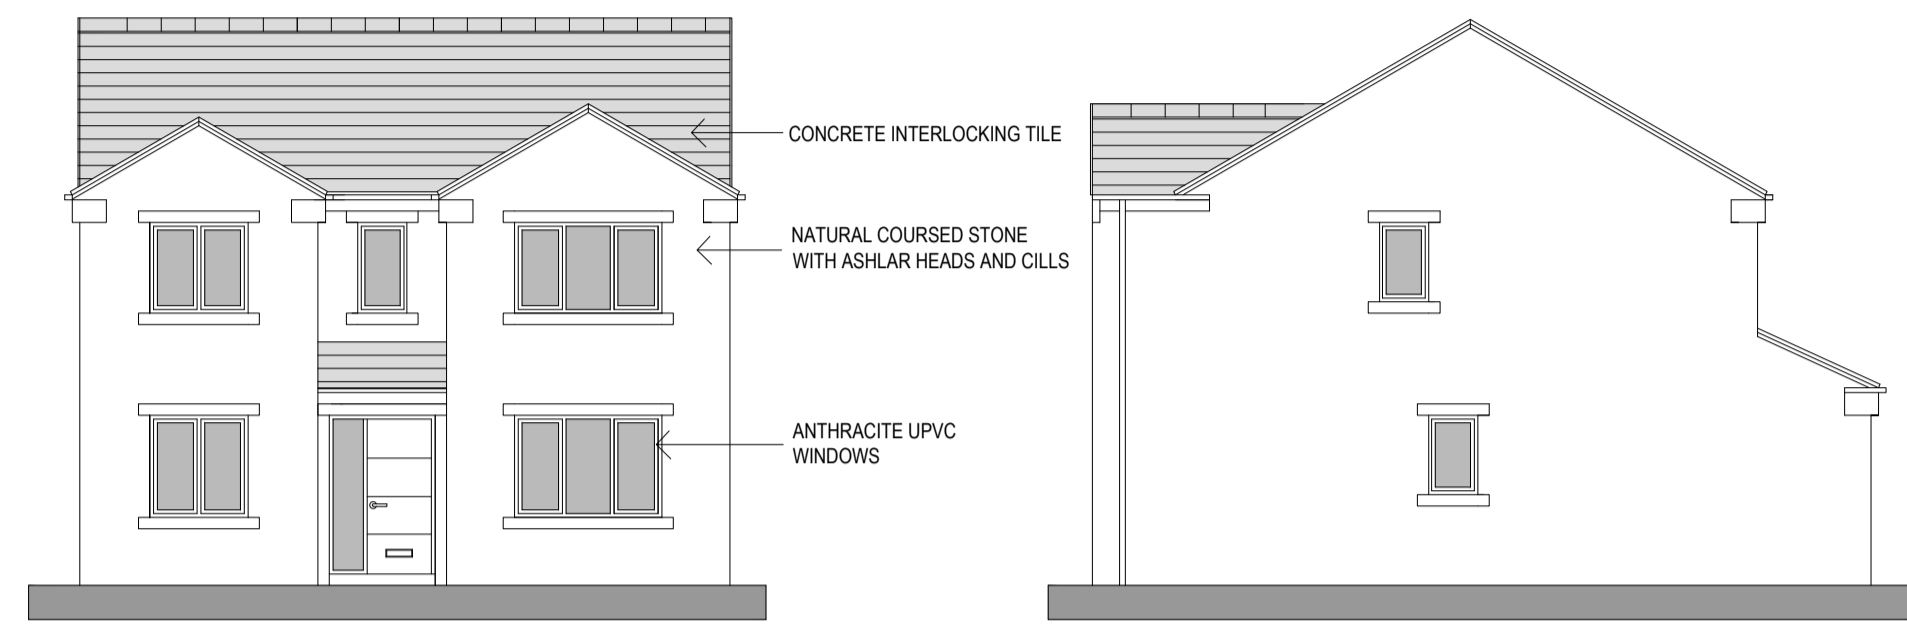 CONCRETE INTERLOCKING TILE
NATURAL COURSED STONE
WITH ASHLAR HEADS AND CILLS
ANTHRACITE UPVC
WINDOWS